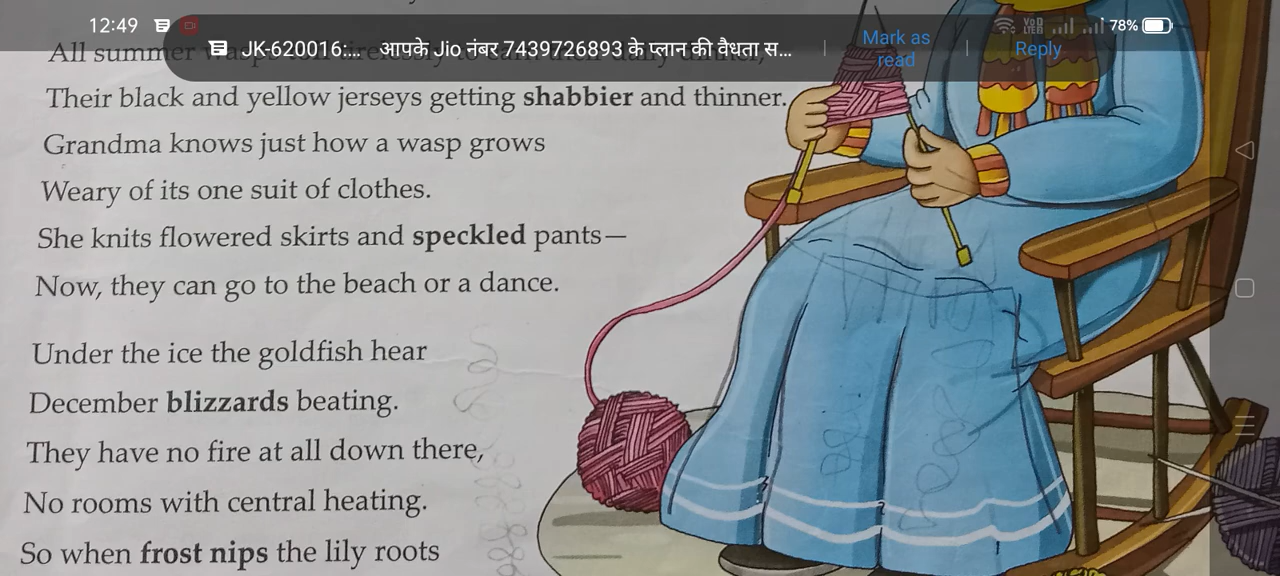 12:49
VoD
LTE
78%
JK-620016:... आपके Jio नंबर 7439726893 के प्लान की वैधता स...
Mark as read
Reply
All summer
Their black and yellow jerseys getting shabbier and thinner.
Grandma knows just how a wasp grows
Weary of its one suit of clothes.
She knits flowered skirts and speckled pants—
Now, they can go to the beach or a dance.
Under the ice the goldfish hear
December blizzards beating.
They have no fire at all down there,
No rooms with central heating.
So when frost nips the lily roots